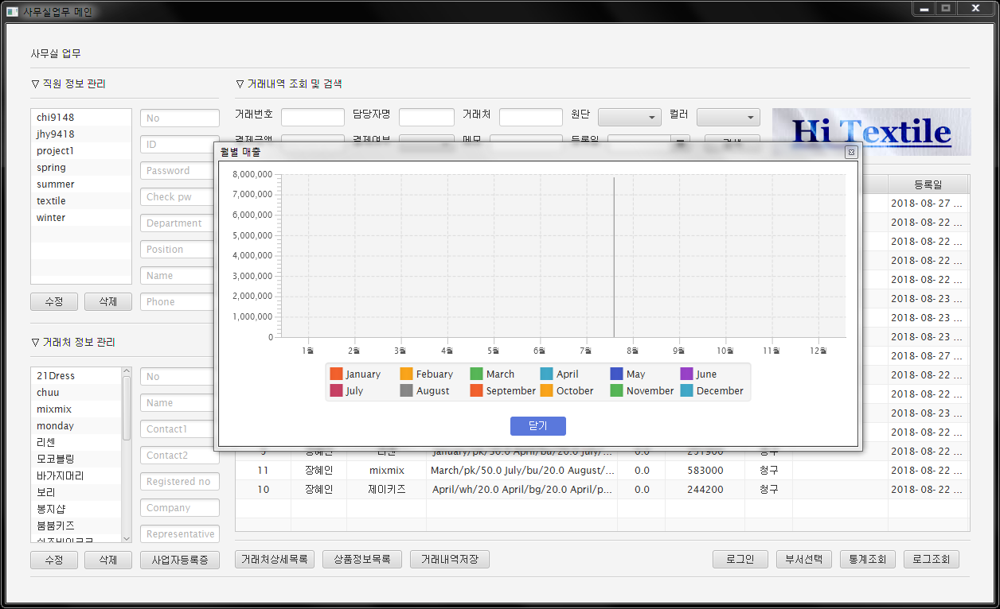 사무실업무 메인
사무실 업무
▽ 직원 정보 관리
▽ 거래내역 조회 및 검색
chi9148
jhy9418
project1
spring
summer
textile
winter
No
ID
Password
Check pw
Department
Position
Name
Phone
수정 삭제
거래번호 담당자명 거래처 원단 컬러
결제금액 결제여부 메모 등록일 검색
Hi Textile
등록일
2018-08-27 ...
2018-08-22 ...
2018-08-22 ...
2018-08-22 ...
2018-08-22 ...
2018-08-23 ...
2018-08-23 ...
2018-08-23 ...
2018-08-27 ...
2018-08-22 ...
2018-08-22 ...
2018-08-23 ...
2018-08-22 ...
월별 매출
8,000,000
7,000,000
6,000,000
5,000,000
4,000,000
3,000,000
2,000,000
1,000,000
0
1월 2월 3월 4월 5월 6월 7월 8월 9월 10월 11월 12월
January Febuary March April May June
July August September October November December
닫기
▽ 거래처 정보 관리
21Dress
chuu
mixmix
monday
리센
모코블링
바가지머리
보리
봉지샵
붐붐키즈
No
Name
Contact1
Contact2
Registered no
Company
Representative
수정 삭제 사업자등록증
장혜인 리센 January/pk/50.0 April/bu/20.0 July/... 0.0 251900 청구 2018-08-22 ...
11 장혜인 mixmix March/pk/50.0 July/bu/20.0 August/... 0.0 583000 청구 2018-08-22 ...
10 장혜인 제미키즈 April/wh/20.0 April/bg/20.0 April/p... 0.0 244200 청구 2018-08-22 ...
거래처상세목록 상품정보목록 거래내역저장 로그인 부서선택 통계조회 로그조회